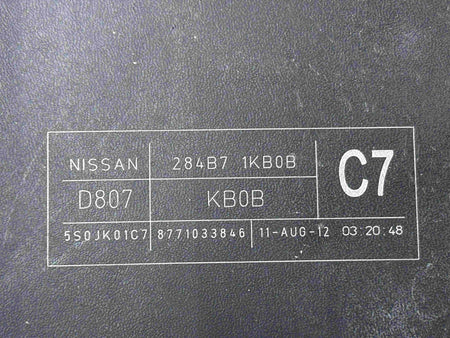 NISSAN 284B7 1KB0B
C7
D807 KB0B
5S0JK01C7 8771033846 11-AUG-12 03:20:48